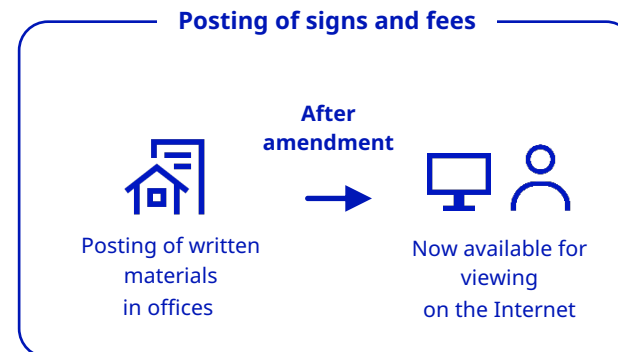 Posting of signs and fees
After
amendment
Posting of written
materials
in offices
Now available for
viewing
on the Internet